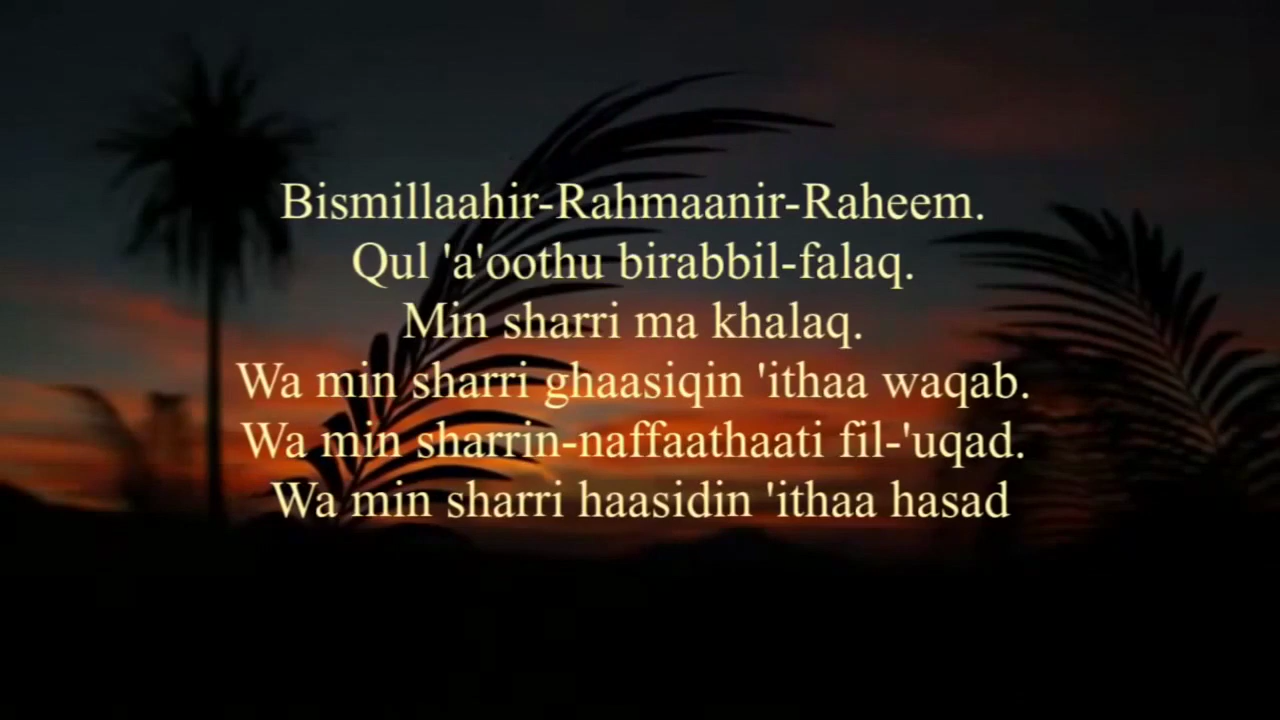 Bismillaahir-Rahmaanir-Raheem.
Qul 'a'oothu birabbil-falaq.
Min sharri ma khalaq.
Wa min sharri ghaasiqin 'ithaa waqab.
Wa min sharrin-naffaathaati fil-'uqad.
Wa min sharri haasidin 'ithaa hasad